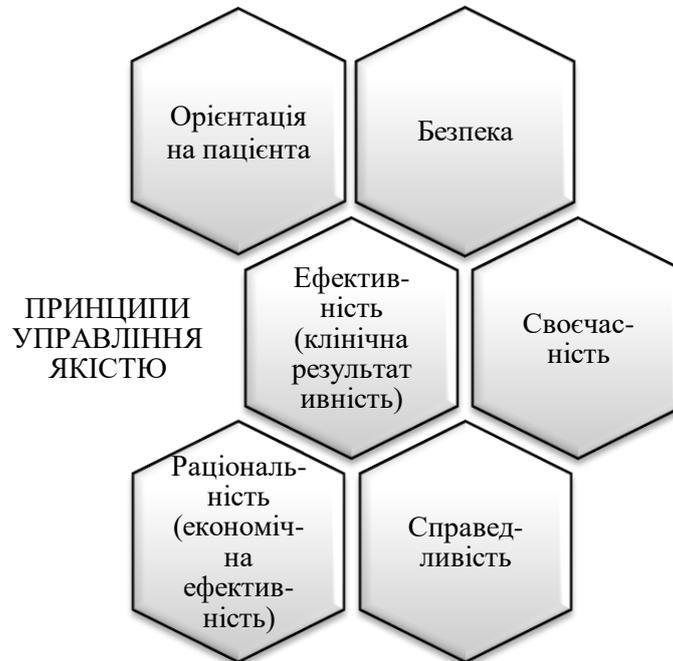 Орієнтація
на пацієнта
Безпека
ПРИНЦИПИ
УПРАВЛІННЯ
ЯКІСТЮ
Ефектив-
ність
(клінічна
результат
ивність)
Своєчас-
ність
Раціональ-
ність
(економіч-
на
ефектив-
ність)
Справед-
ливість